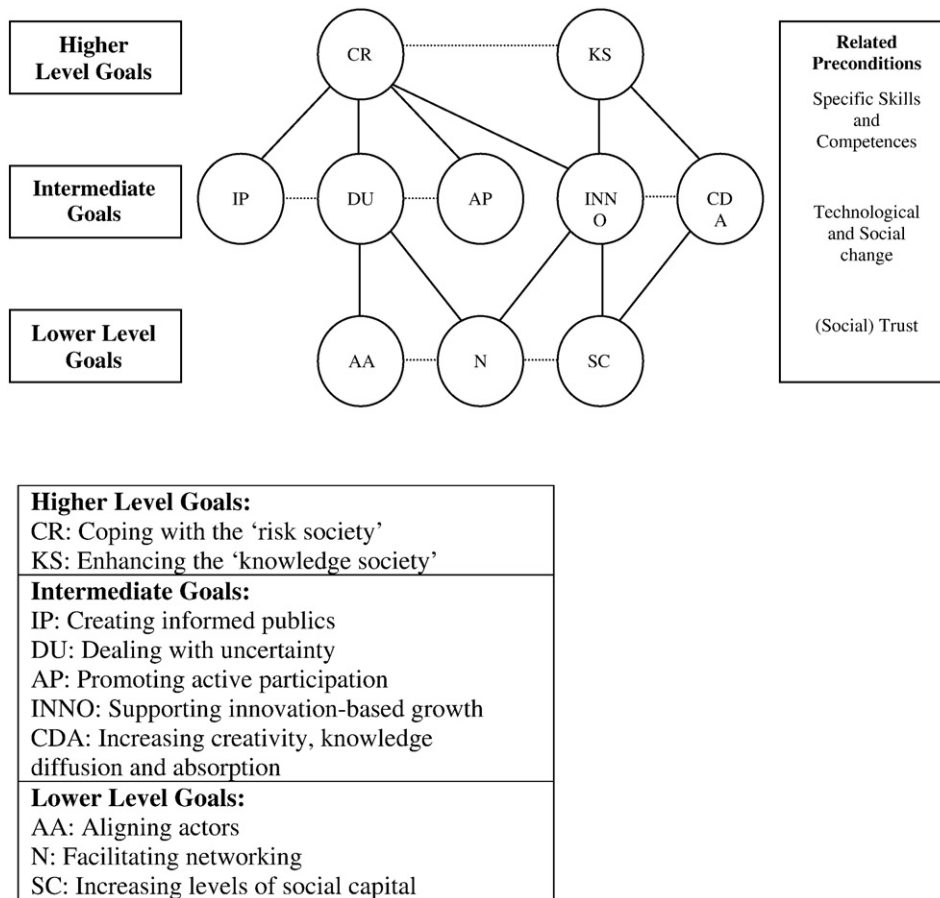 Higher
Level Goals
CR
KS
Related
Preconditions
Specific Skills
and
Competences
Intermediate
Goals
IP
DU
AP
INN
O
CD
A
Technological
and Social
change
Lower Level
Goals
AA
N
SC
(Social) Trust
Higher Level Goals:
CR: Coping with the ‘risk society’
KS: Enhancing the ‘knowledge society’
Intermediate Goals:
IP: Creating informed publics
DU: Dealing with uncertainty
AP: Promoting active participation
INNO: Supporting innovation-based growth
CDA: Increasing creativity, knowledge
diffusion and absorption
Lower Level Goals:
AA: Aligning actors
N: Facilitating networking
SC: Increasing levels of social capital